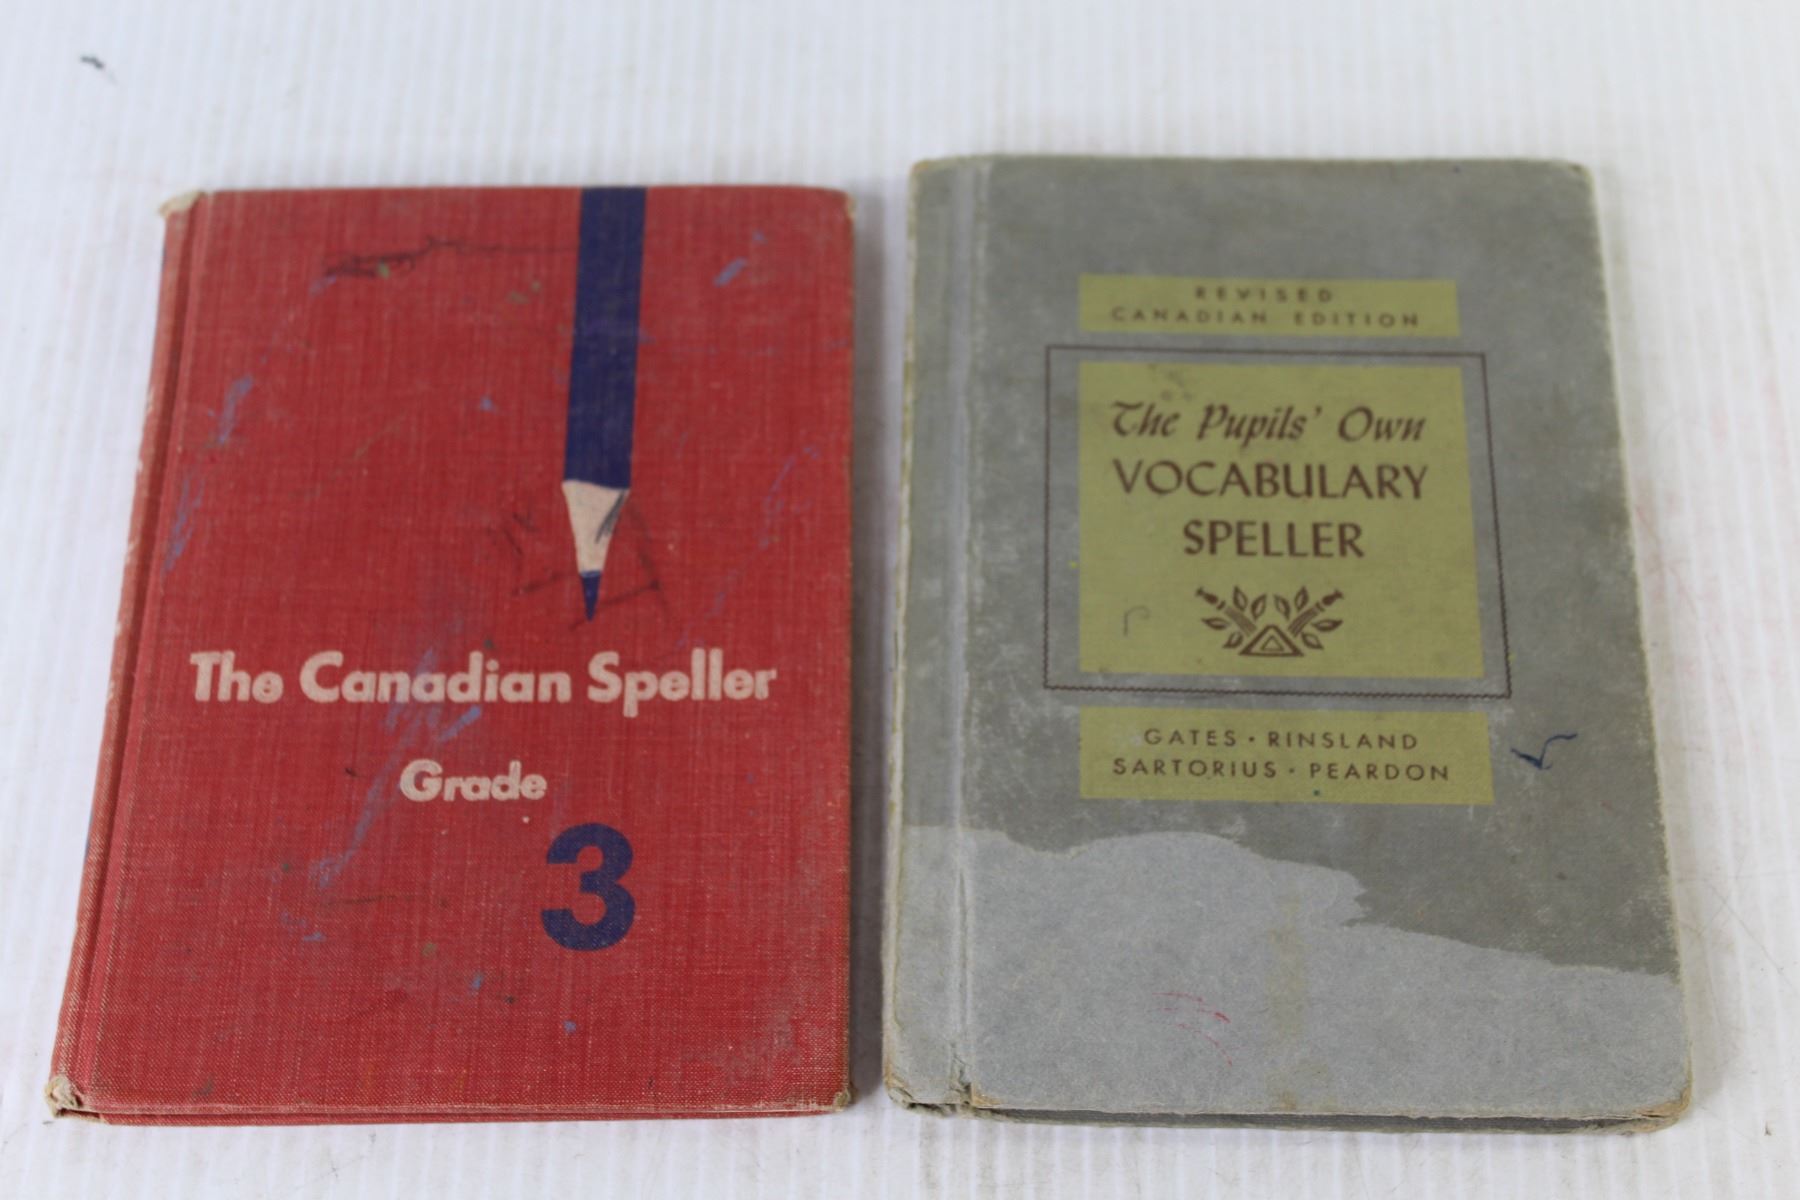 The Canadian Speller
Grade
3
REVISED
CANADIAN EDITION
The Pupils' Own
VOCABULARY
SPELLER
GATES · RINSLAND
SARTORIUS · PEARDON